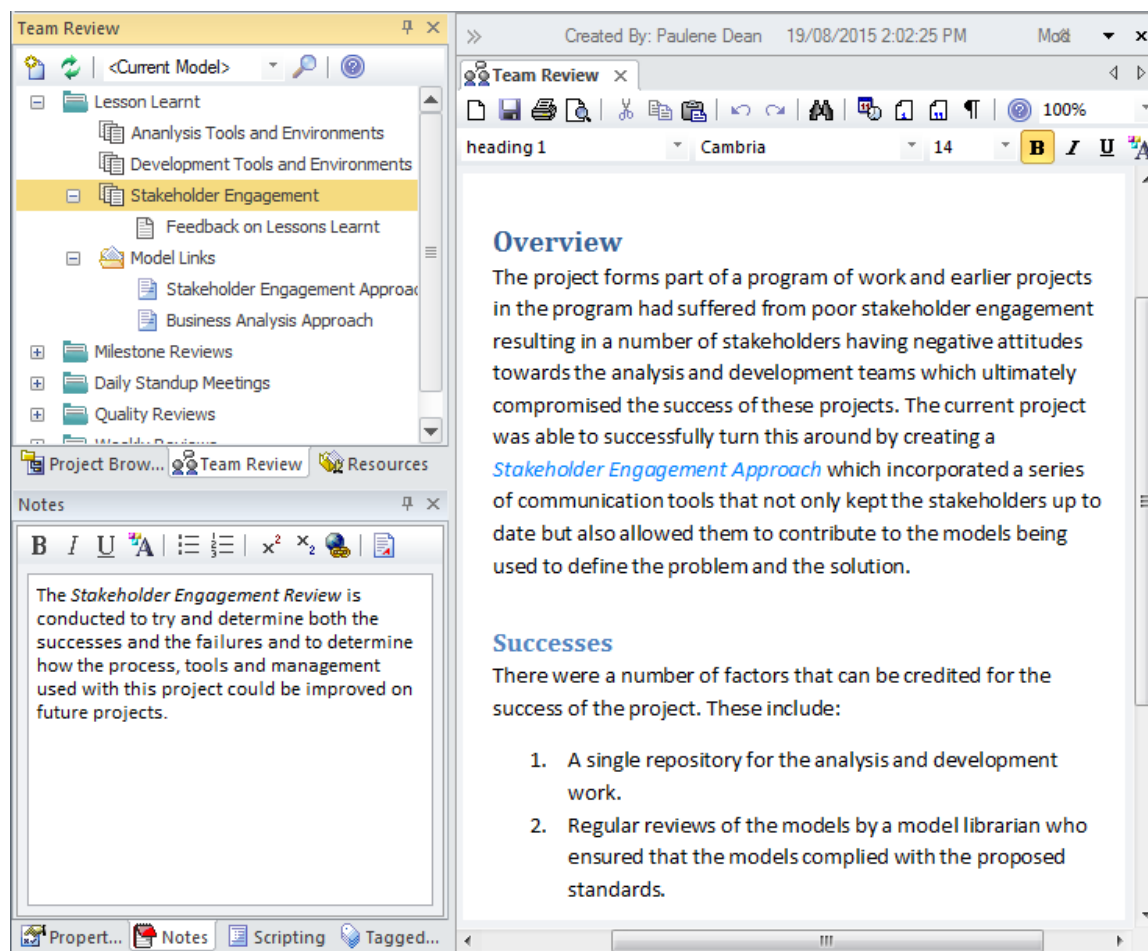 Team Review
<Current Model>
Lesson Learnt
Ananlysis Tools and Environments
Development Tools and Environments
Stakeholder Engagement
Feedback on Lessons Learnt
Model Links
Stakeholder Engagement Approac
Business Analysis Approach
Milestone Reviews
Daily Standup Meetings
Quality Reviews
Weekly Reviews
Project Brow... Team Review Resources
Notes
B I U A x² x₂
The Stakeholder Engagement Review is
conducted to try and determine both the
successes and the failures and to determine
how the process, tools and management
used with this project could be improved on
future projects.
Propert... Notes Scripting Tagged...
Created By: Paulene Dean 19/08/2015 2:02:25 PM
Team Review
100%
heading 1 Cambria 14 B I U A
Overview
The project forms part of a program of work and earlier projects
in the program had suffered from poor stakeholder engagement
resulting in a number of stakeholders having negative attitudes
towards the analysis and development teams which ultimately
compromised the success of these projects. The current project
was able to successfully turn this around by creating a
Stakeholder Engagement Approach which incorporated a series
of communication tools that not only kept the stakeholders up to
date but also allowed them to contribute to the models being
used to define the problem and the solution.
Successes
There were a number of factors that can be credited for the
success of the project. These include:
1. A single repository for the analysis and development
work.
2. Regular reviews of the models by a model librarian who
ensured that the models complied with the proposed
standards.